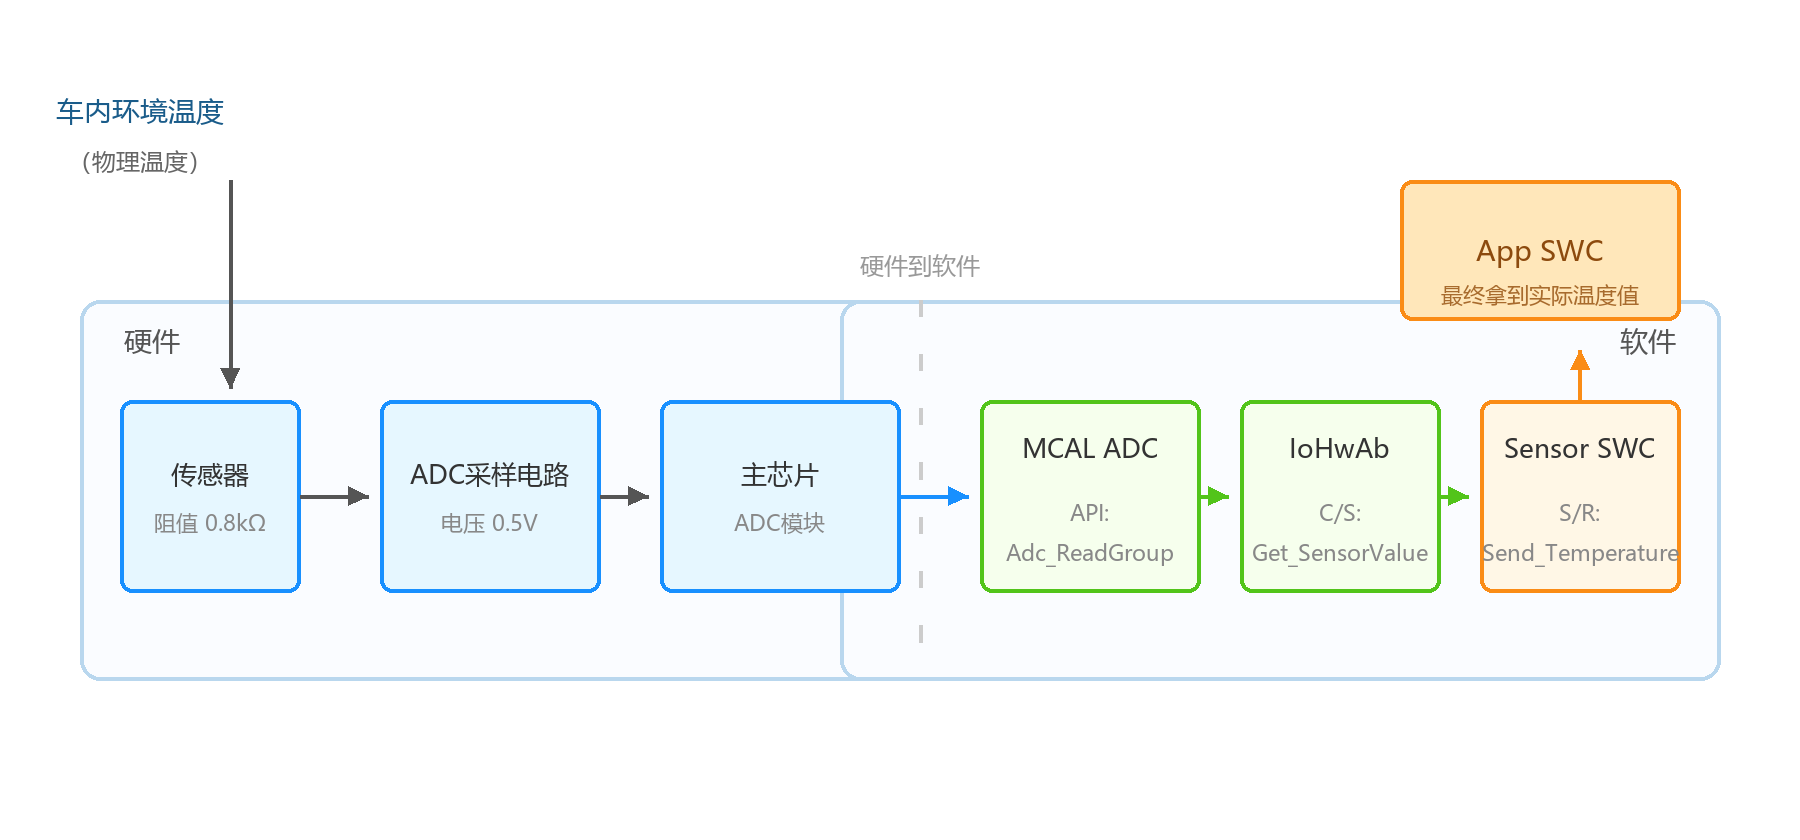 车内环境温度
（物理温度）
硬件到软件
App SWC
最终拿到实际温度值
硬件
软件
传感器
阻值 0.8kΩ
ADC采样电路
电压 0.5V
主芯片
ADC模块
MCAL ADC
API:
Adc_ReadGroup
IoHwAb
C/S:
Get_SensorValue
Sensor SWC
S/R:
Send_Temperature